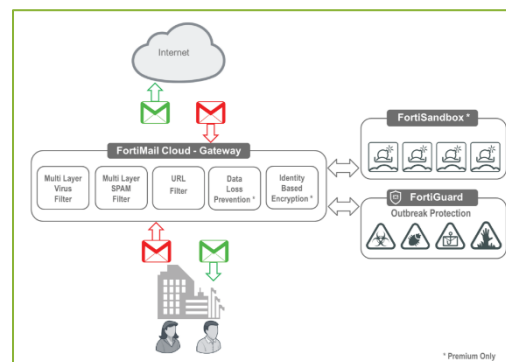 Internet
FortiMail Cloud - Gateway
Multi Layer
Virus
Filter
Multi Layer
SPAM
Filter
URL
Filter
Data
Loss
Prevention *
Identity
Based
Encryption *
FortiSandbox *
FortiGuard
Outbreak Protection
* Premium Only